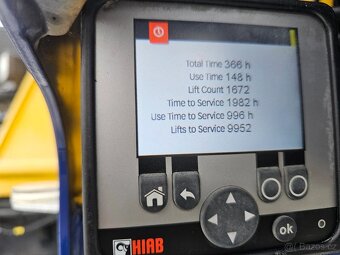 Total Time 366 h
Use Time 148 h
Lift Count 1672
Time to Service 1982 h
Use Time to Service 996 h
Lifts to Service 9952
ok
HIAB